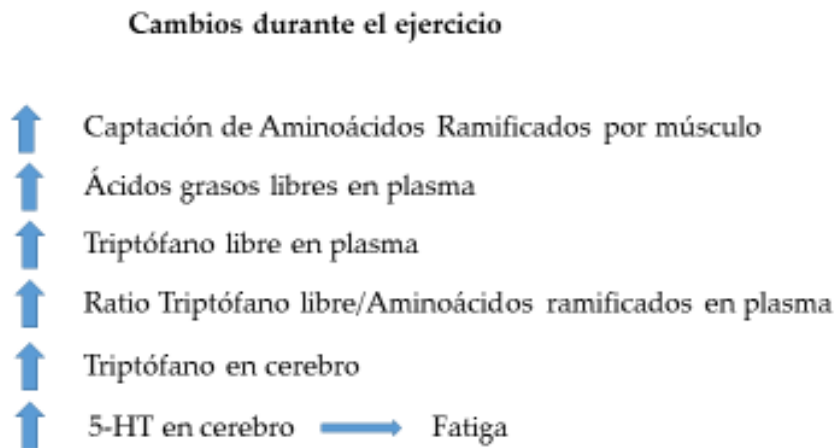 Cambios durante el ejercicio
Captación de Aminoácidos Ramificados por músculo
Ácidos grasos libres en plasma
Triptófano libre en plasma
Ratio Triptófano libre/Aminoácidos ramificados en plasma
Triptófano en cerebro
5-HT en cerebro Fatiga